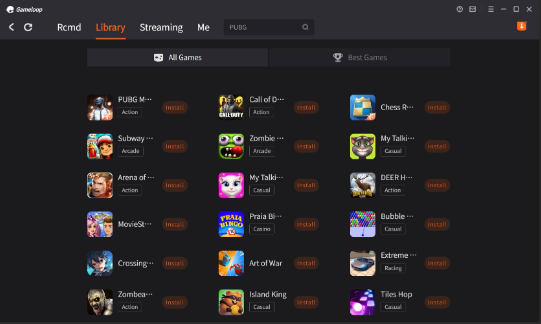 Gameloop
Rcmd Library Streaming Me PUBG
All Games Best Games
PUBG M··· Action Install
Call of D··· Action Install
Chess R··· Install
Subway ··· Arcade Install
Zombie ··· Arcade Install
My Talki··· Casual Install
Arena of ··· Action Install
My Talki··· Casual Install
DEER H··· Action Install
MovieSt··· Install
Praia Bi··· Casino Install
Bubble ··· Casual Install
Crossing··· Install
Art of War Install
Extreme ··· Racing Install
Zombea··· Action Install
Island King Casual Install
Tiles Hop Casual Install